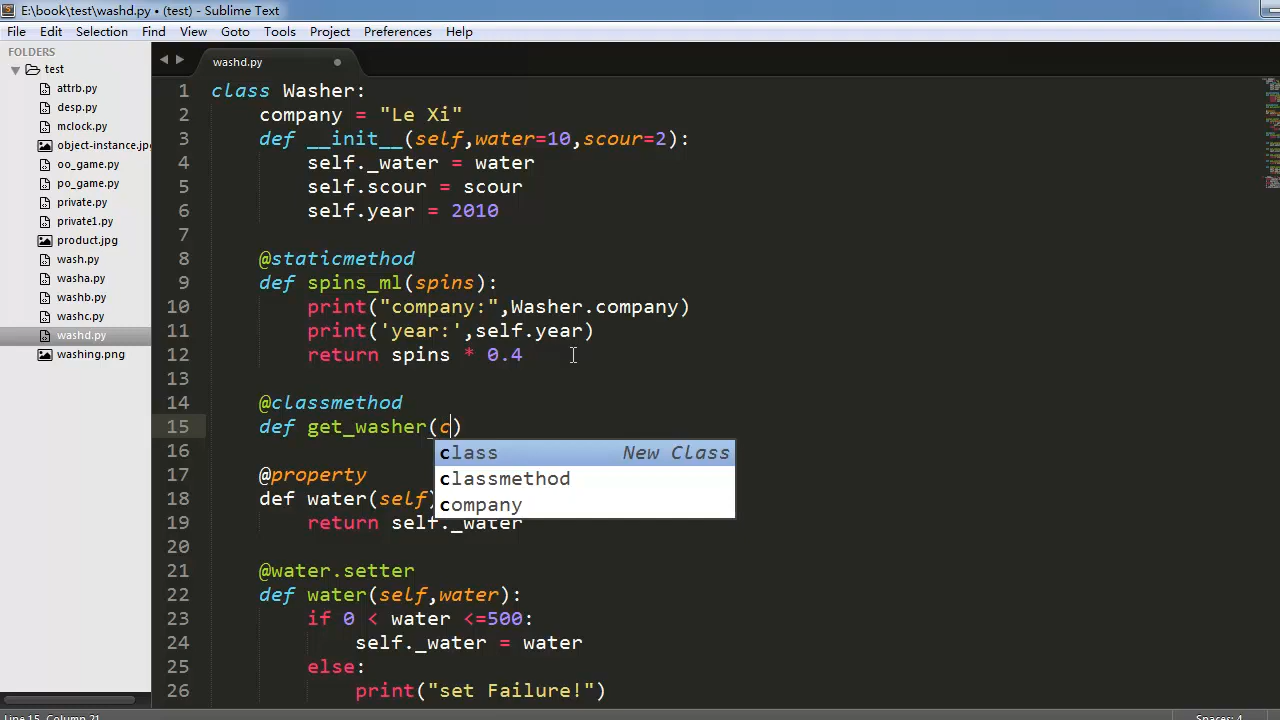 E:\book\test\washd.py • (test) - Sublime Text
File Edit Selection Find View Goto Tools Project Preferences Help
FOLDERS
test
attrb.py
desp.py
mclock.py
object-instance.jp
oo_game.py
po_game.py
private.py
private1.py
product.jpg
wash.py
washa.py
washb.py
washc.py
washd.py
washing.png
washd.py
1 class Washer:
2 company = "Le Xi"
3 def __init__(self,water=10,scour=2):
4 self._water = water
5 self.scour = scour
6 self.year = 2010
7
8 @staticmethod
9 def spins_ml(spins):
10 print("company:",Washer.company)
11 print('year:',self.year)
12 return spins * 0.4
13
14 @classmethod
15 def get_washer(c)
class New Class
classmethod
company
16
17 @property
18 def water(self)
19 return self._water
20
21 @water.setter
22 def water(self,water):
23 if 0 < water <=500:
24 self._water = water
25 else:
26 print("set Failure!")
Line 15, Column 21
Spaces: 4